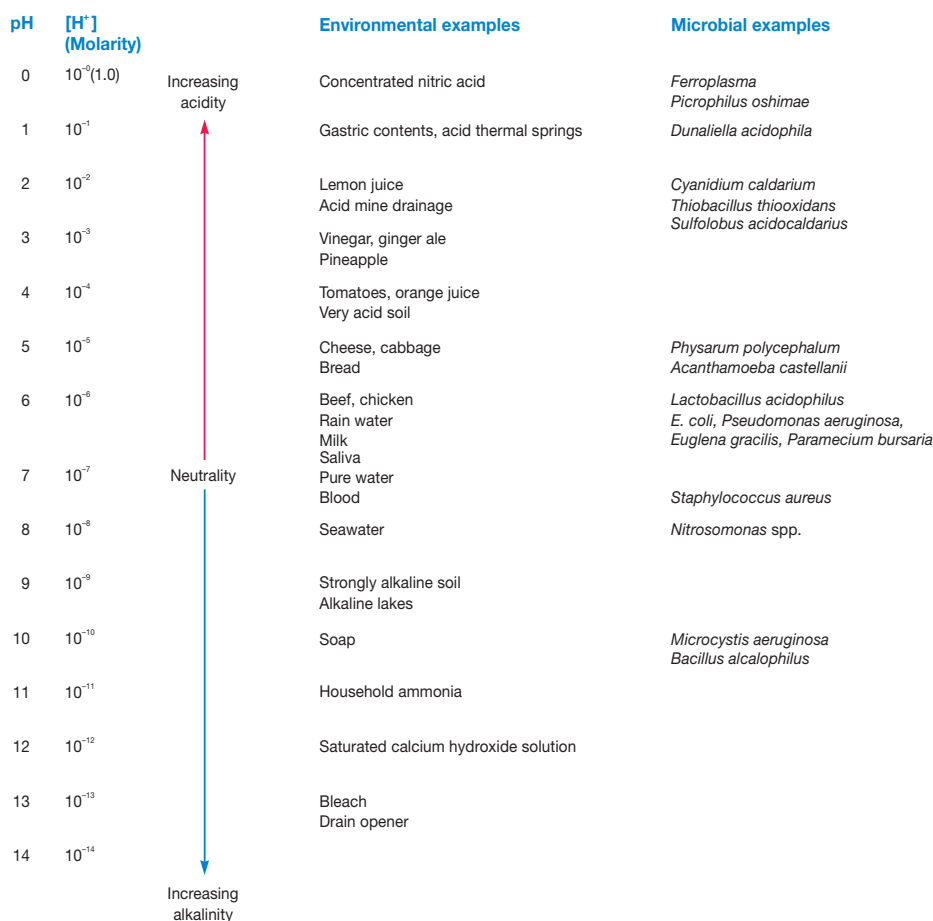 pH [H⁺] (Molarity) Environmental examples Microbial examples
0 10⁻⁰(1.0) Increasing acidity Concentrated nitric acid Ferroplasma
Picrophilus oshimae
1 10⁻¹ Gastric contents, acid thermal springs Dunaliella acidophila
2 10⁻² Lemon juice Cyanidium caldarium
Acid mine drainage Thiobacillus thiooxidans
Sulfolobus acidocaldarius
3 10⁻³ Vinegar, ginger ale
Pineapple
4 10⁻⁴ Tomatoes, orange juice
Very acid soil
5 10⁻⁵ Cheese, cabbage Physarum polycephalum
Bread Acanthamoeba castellanii
6 10⁻⁶ Beef, chicken Lactobacillus acidophilus
Rain water E. coli, Pseudomonas aeruginosa,
Milk Euglena gracilis, Paramecium bursaria
Saliva
7 10⁻⁷ Neutrality Pure water
Blood Staphylococcus aureus
8 10⁻⁸ Seawater Nitrosomonas spp.
9 10⁻⁹ Strongly alkaline soil
Alkaline lakes
10 10⁻¹⁰ Soap Microcystis aeruginosa
Bacillus alcalophilus
11 10⁻¹¹ Household ammonia
12 10⁻¹² Saturated calcium hydroxide solution
13 10⁻¹³ Bleach
Drain opener
14 10⁻¹⁴
Increasing
alkalinity